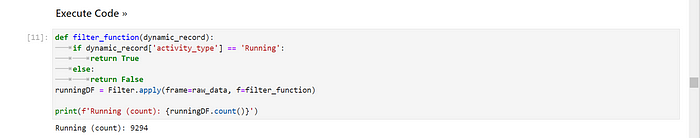 Execute Code »
[11]: def filter_function(dynamic_record):
if dynamic_record['activity_type'] == 'Running':
return True
else:
return False
runningDF = Filter.apply(frame=raw_data, f=filter_function)
print(f'Running (count): {runningDF.count()}')
Running (count): 9294